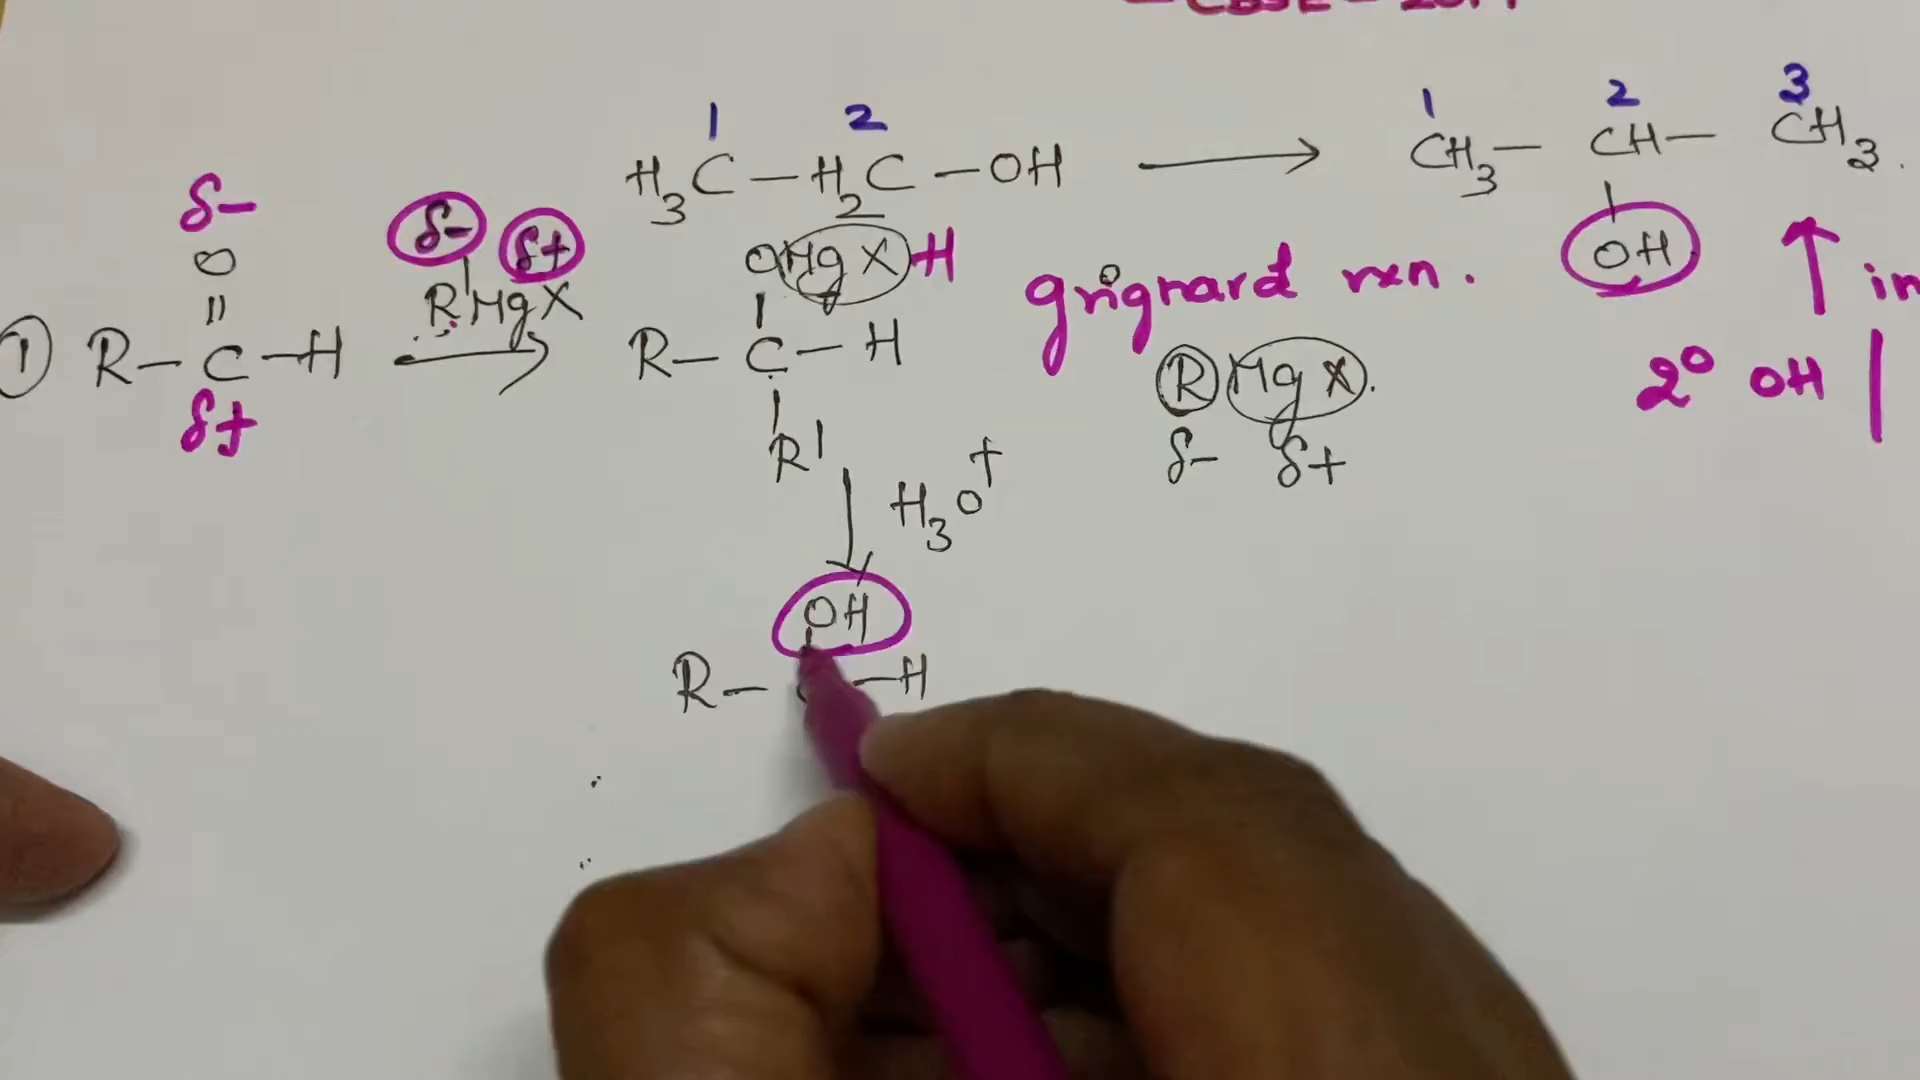 1 2 1 2 3
H3C — H2C — OH ⟶ CH3 — CH — CH3.
δ- δ- δ+ OMgX H grignard rxn. OH ↑ in
O R'MgX
|| R — C — H R MgX. 2° OH
① R — C — H ⟶
δ+ R' δ- δ+
H3O+
OH
R — — H